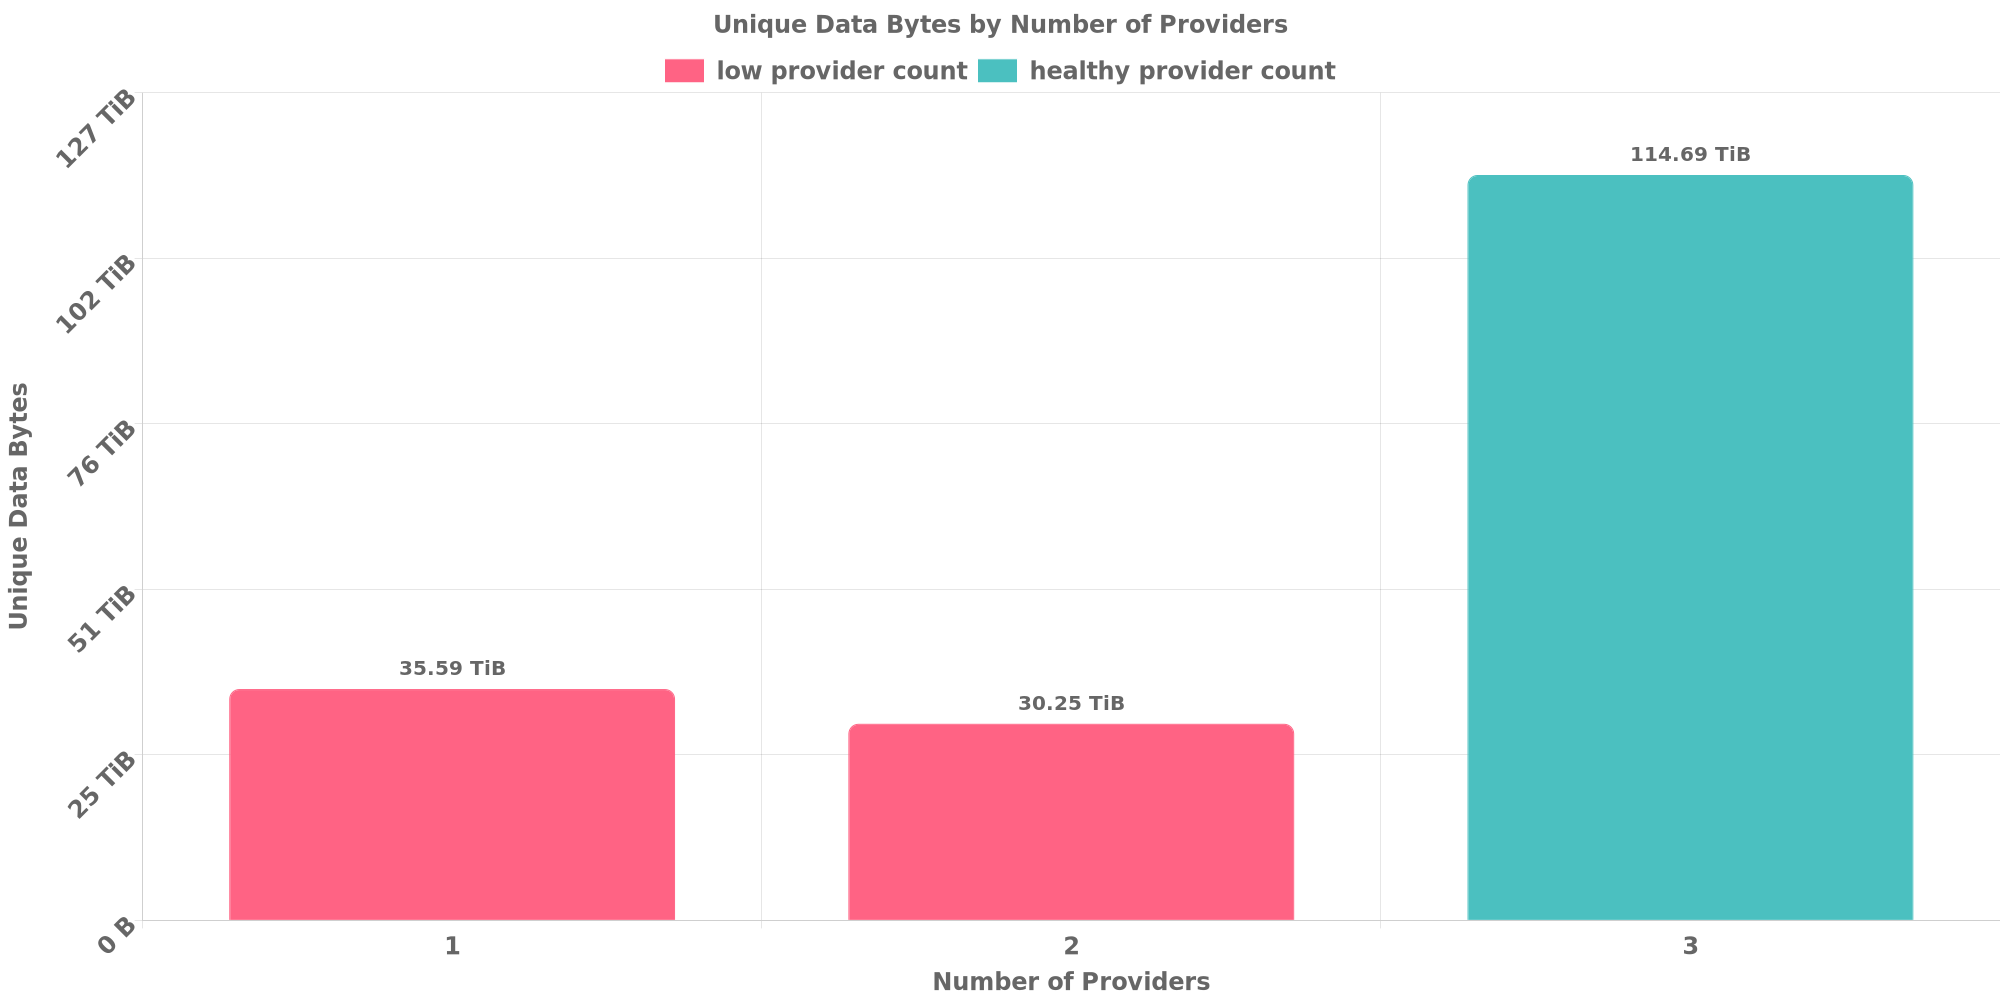 Unique Data Bytes by Number of Providers
low provider count healthy provider count
127 TiB
102 TiB
76 TiB
51 TiB
25 TiB
0 B
Unique Data Bytes
35.59 TiB
30.25 TiB
114.69 TiB
1 2 3
Number of Providers